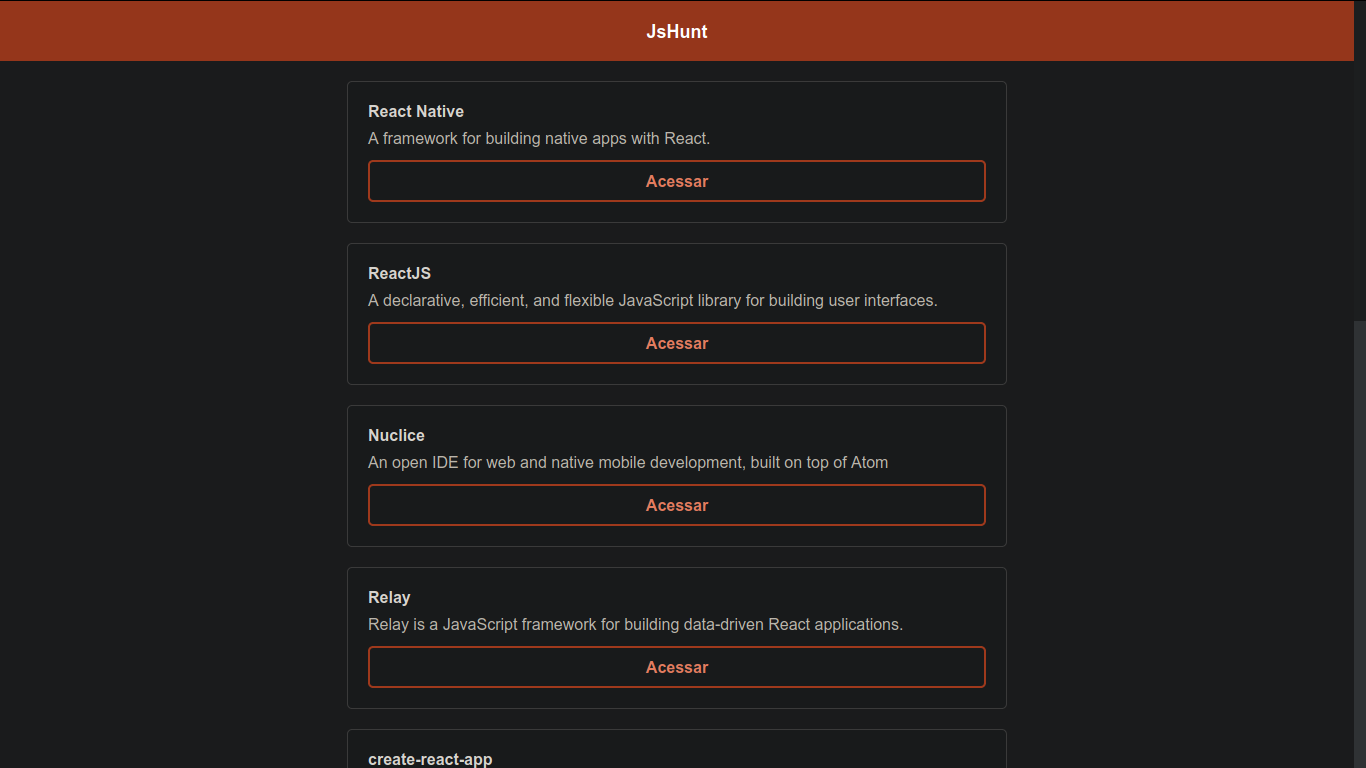 JsHunt
React Native
A framework for building native apps with React.
Acessar
ReactJS
A declarative, efficient, and flexible JavaScript library for building user interfaces.
Acessar
Nuclice
An open IDE for web and native mobile development, built on top of Atom
Acessar
Relay
Relay is a JavaScript framework for building data-driven React applications.
Acessar
create-react-app